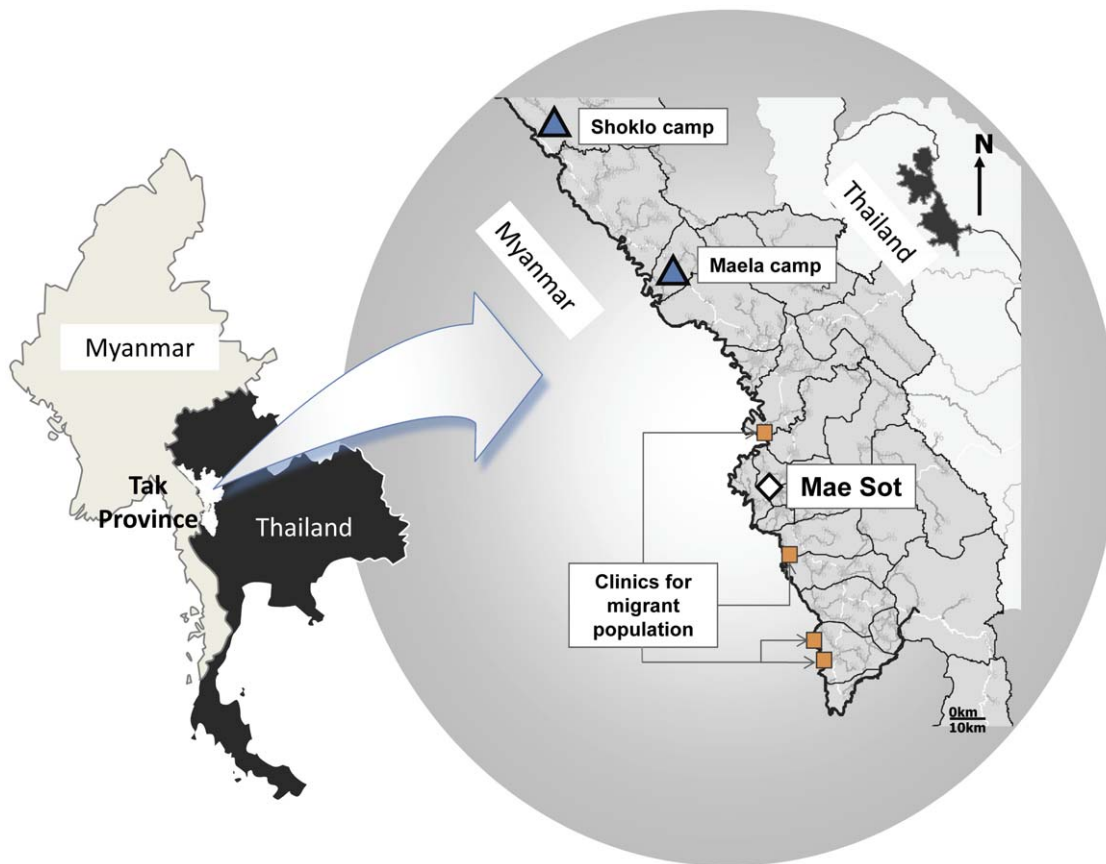 Myanmar
Tak
Province
Thailand
Shoklo camp
Myanmar
Thailand
N
Maela camp
Mae Sot
Clinics for
migrant
population
0km
10km